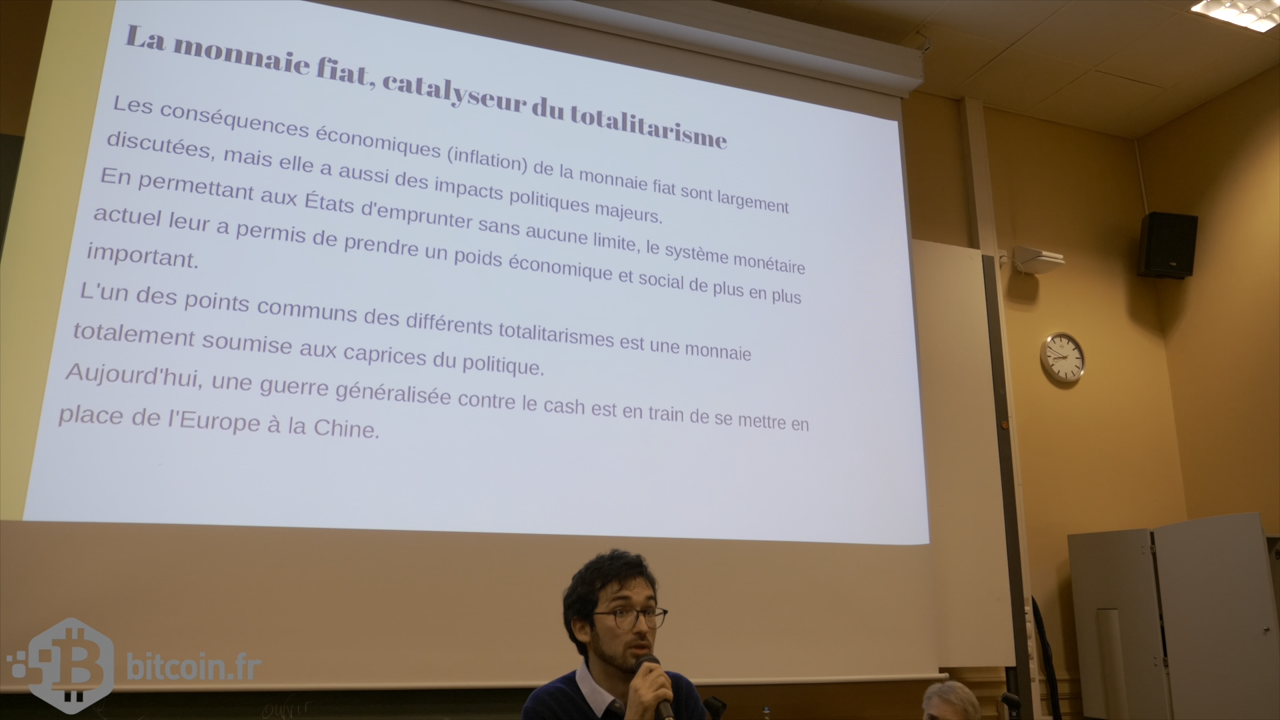 La monnaie fiat, catalyseur du totalitarisme
Les conséquences économiques (inflation) de la monnaie fiat sont largement
discutées, mais elle a aussi des impacts politiques majeurs.
En permettant aux États d'emprunter sans aucune limite, le système monétaire
actuel leur a permis de prendre un poids économique et social de plus en plus
important.
L'un des points communs des différents totalitarismes est une monnaie
totalement soumise aux caprices du politique.
Aujourd'hui, une guerre généralisée contre le cash est en train de se mettre en
place de l'Europe à la Chine.
bitcoin.fr